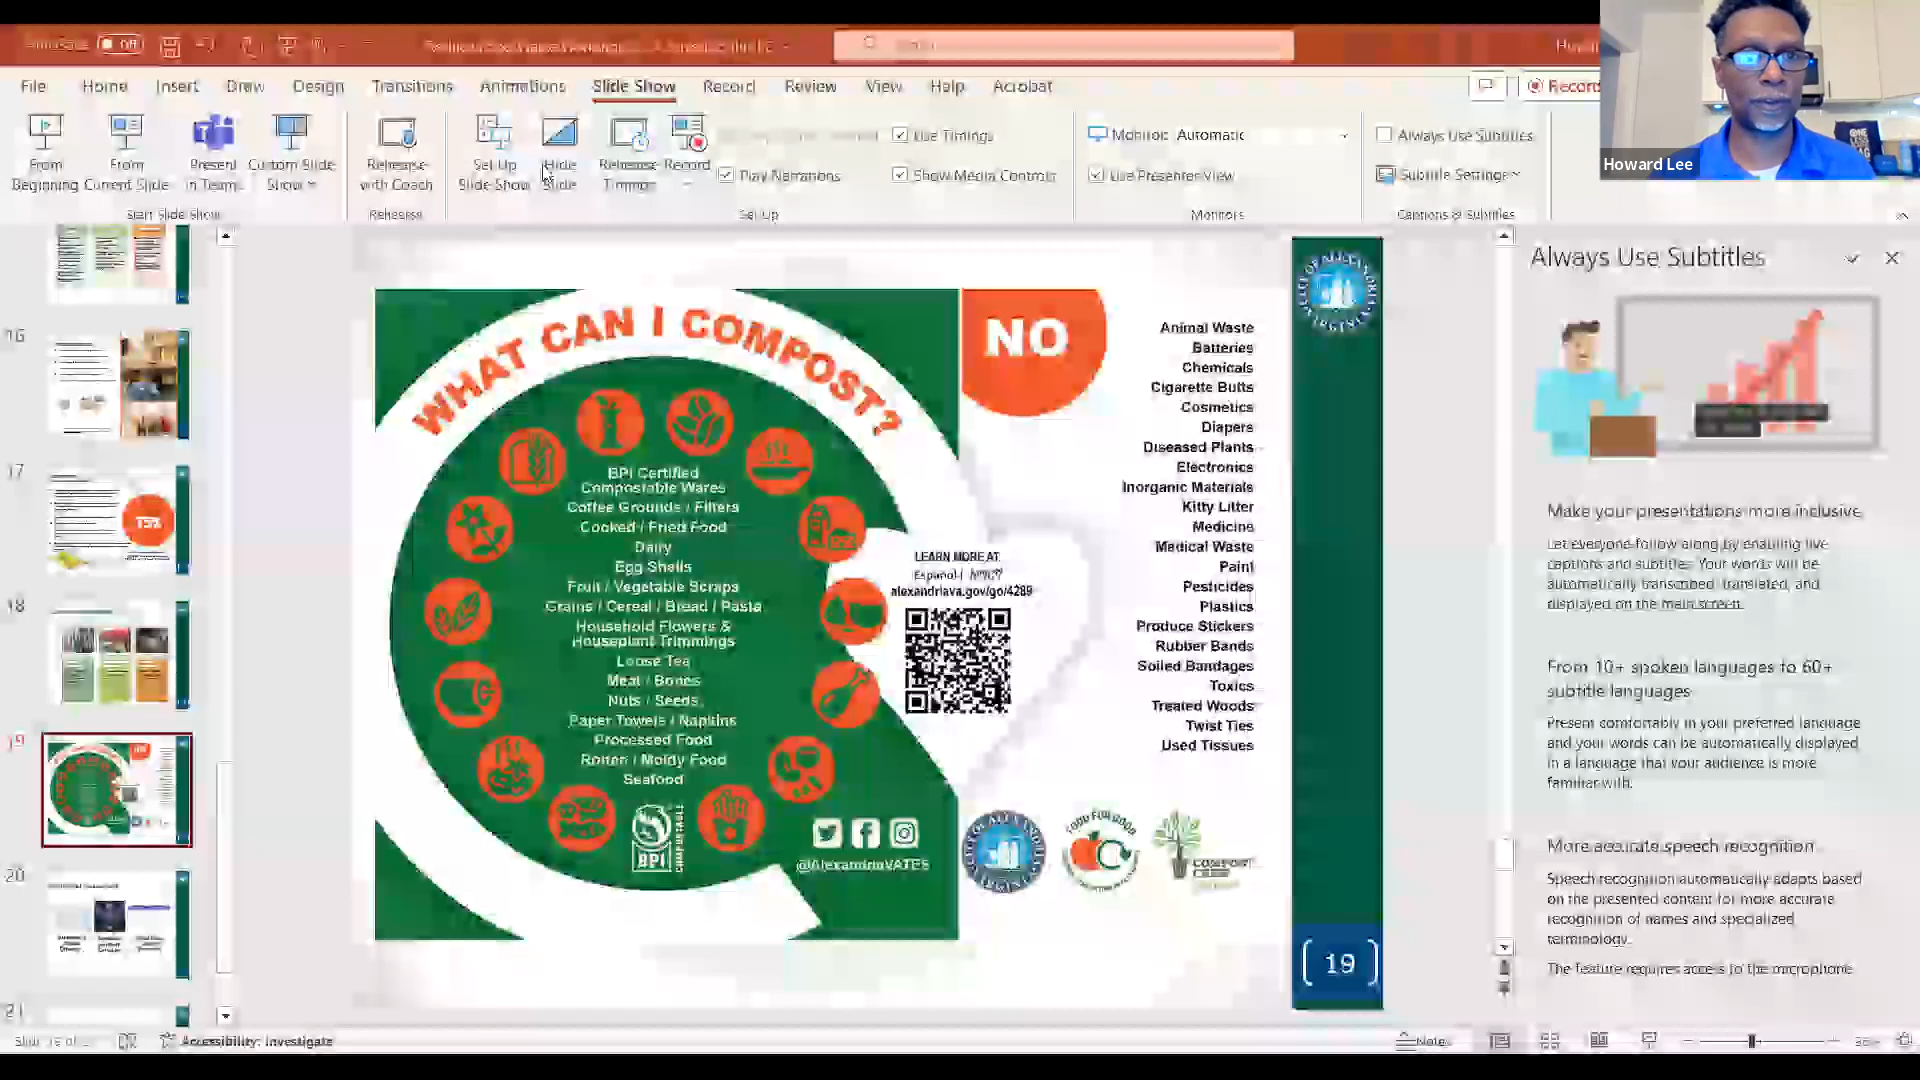 Off
File Home Insert Draw Design Transitions Animations Slide Show Record Review View Help Acrobat
Record
Howard Lee
From Beginning
From Current Slide
Present in Teams
Custom Slide Show
Rehearse with Coach
Set Up Slide Show
Hide Slide
Rehearse Timings
Record
Play Narrations
Use Timings
Show Media Controls
Monitor: Automatic
Use Presenter View
Always Use Subtitles
Subtitle Settings
Start Slide Show
Rehearse
Set Up
Monitors
Captions & Subtitles
16
17
75%
18
19
20
21
WHAT CAN I COMPOST?
BPI Certified
Compostable Wares
Coffee Grounds / Filters
Cooked / Fried Food
Dairy
Egg Shells
Fruit / Vegetable Scraps
Grains / Cereal / Bread / Pasta
Household Flowers &
Houseplant Trimmings
Loose Tea
Meat / Bones
Nuts / Seeds
Paper Towels / Napkins
Processed Food
Rotten / Moldy Food
Seafood
BPI
COMPOSTABLE
@AlexandriaVATES
LEARN MORE AT
Español |
alexandriava.gov/go/4289
NO
Animal Waste
Batteries
Chemicals
Cigarette Butts
Cosmetics
Diapers
Diseased Plants
Electronics
Inorganic Materials
Kitty Litter
Medicine
Medical Waste
Paint
Pesticides
Plastics
Produce Stickers
Rubber Bands
Soiled Bandages
Toxics
Treated Woods
Twist Ties
Used Tissues
CITY OF ALEXANDRIA
VIRGINIA
FOOD FOR GOOD
COMPOST
CREW
19
Always Use Subtitles
Make your presentations more inclusive
Let everyone follow along by enabling live
captions and subtitles. Your words will be
automatically transcribed, translated, and
displayed on the main screen.
From 10+ spoken languages to 60+
subtitle languages
Present comfortably in your preferred language
and your words can be automatically displayed
in a language that your audience is more
familiar with.
More accurate speech recognition
Speech recognition automatically adapts based
on the presented content for more accurate
recognition of names and specialized
terminology.
The feature requires access to the microphone
Accessibility: Investigate
Notes